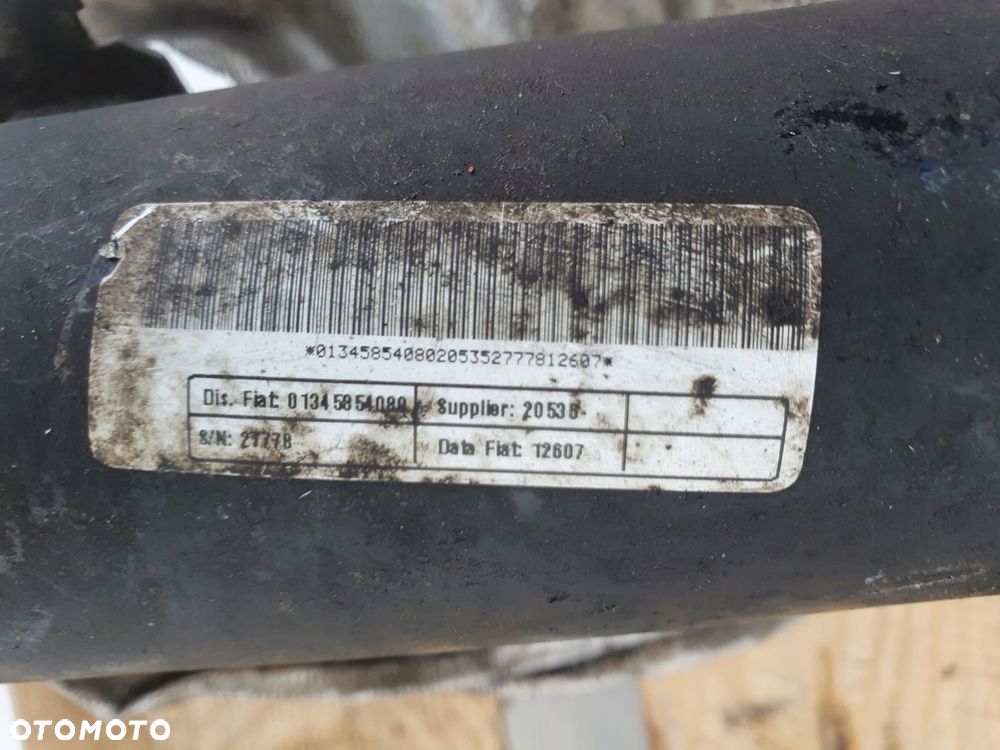 *01345854080205352777812607*
Dis. Fiat: 01345854080 Supplier: 20535
S/N: 27778 Data Fiat: 12607
OTOMOTO